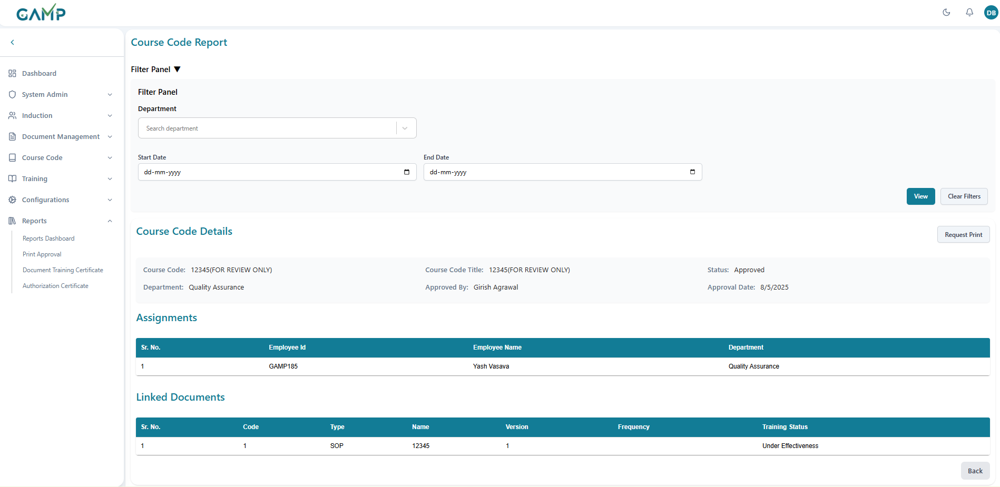 GAMP
DB
Course Code Report
Filter Panel ▼
Dashboard
System Admin
Induction
Document Management
Course Code
Training
Configurations
Reports
Reports Dashboard
Print Approval
Document Training Certificate
Authorization Certificate
Filter Panel
Department
Search department
Start Date End Date
dd-mm-yyyy dd-mm-yyyy
View Clear Filters
Course Code Details
Request Print
Course Code: 12345(FOR REVIEW ONLY) Course Code Title: 12345(FOR REVIEW ONLY) Status: Approved
Department: Quality Assurance Approved By: Girish Agrawal Approval Date: 8/5/2025
Assignments
Sr. No. Employee Id Employee Name Department
1 GAMP185 Yash Vasava Quality Assurance
Linked Documents
Sr. No. Code Type Name Version Frequency Training Status
1 1 SOP 12345 1 Under Effectiveness
Back